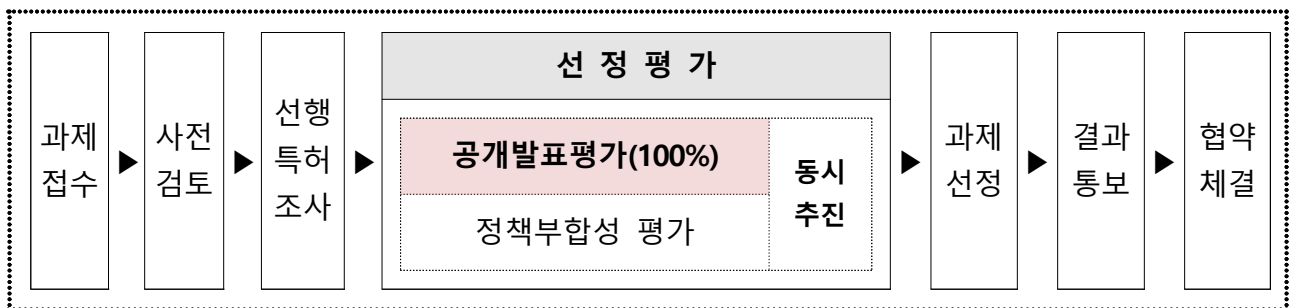 과제
접수
▶
사전
검토
▶
선행
특허
조사
▶
선 정 평 가
공개발표평가(100%)
정책부합성 평가
동시
추진
▶
과제
선정
▶
결과
통보
▶
협약
체결